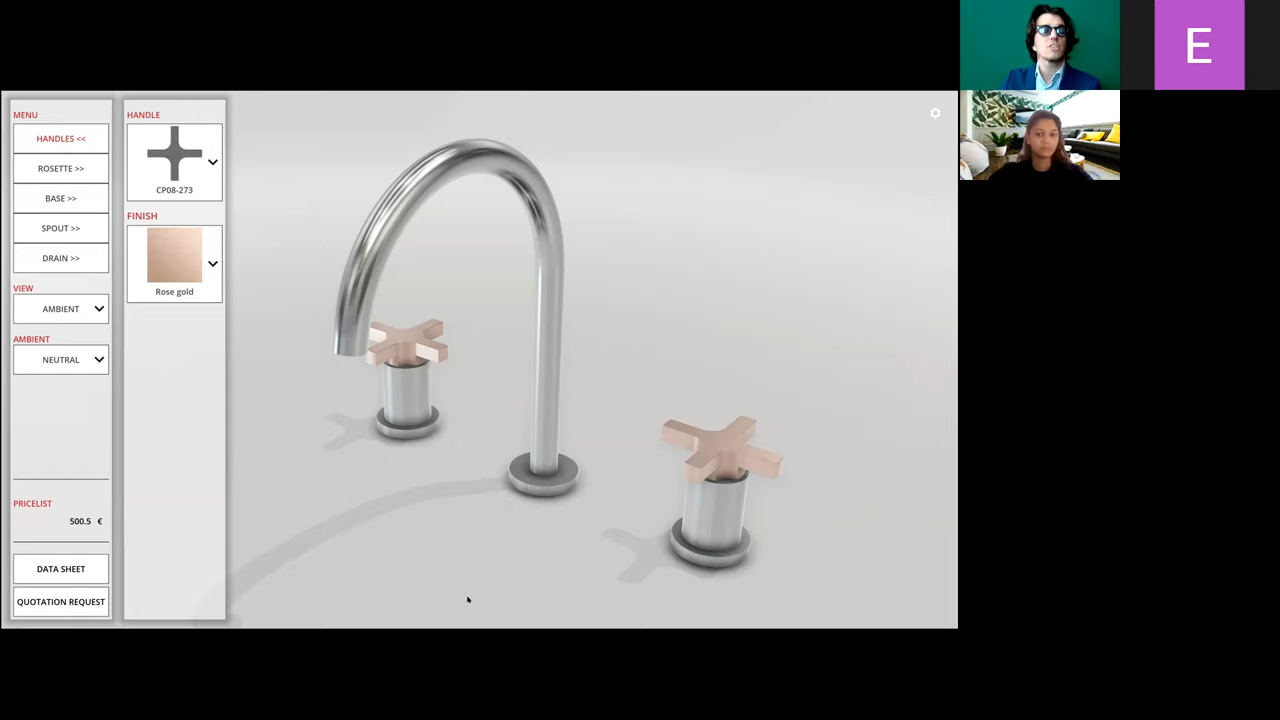 MENU
HANDLES <<
ROSETTE >>
BASE >>
SPOUT >>
DRAIN >>
VIEW
AMBIENT
AMBIENT
NEUTRAL
PRICELIST
500.5 €
DATA SHEET
QUOTATION REQUEST
HANDLE
CP08-273
FINISH
Rose gold
E